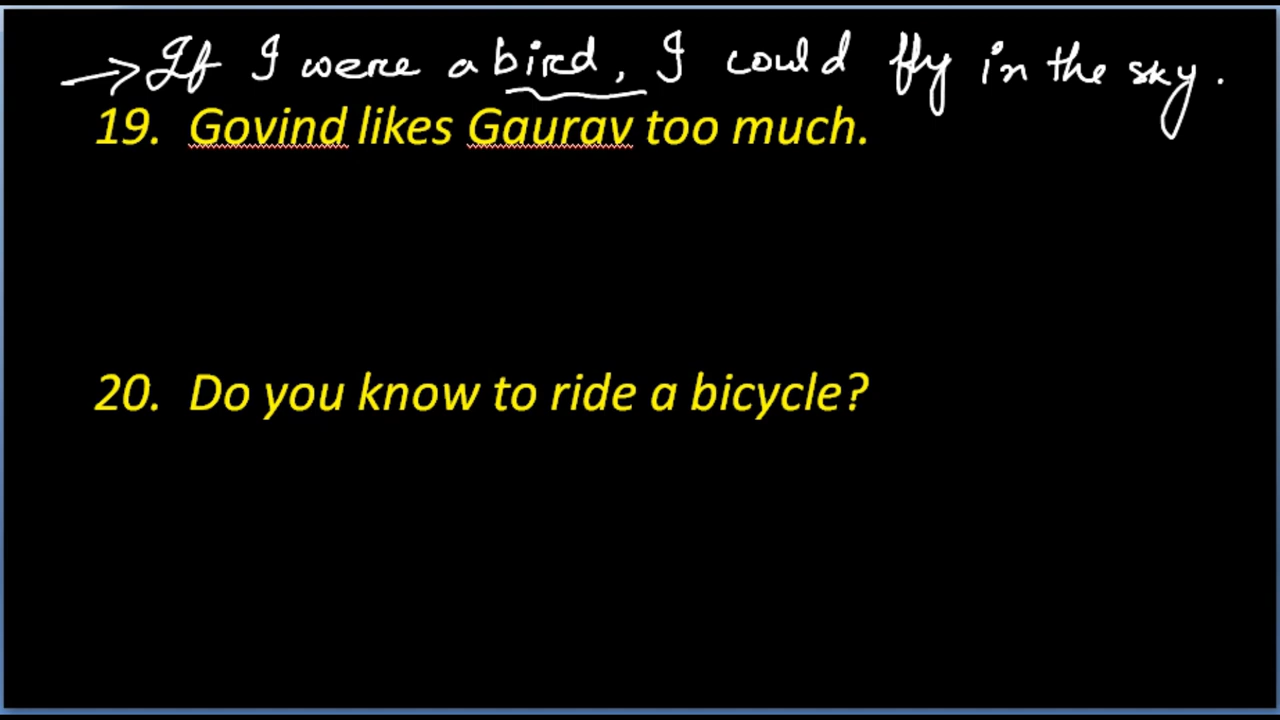 If I were a bird, I could fly in the sky.
19. Govind likes Gaurav too much.
20. Do you know to ride a bicycle?